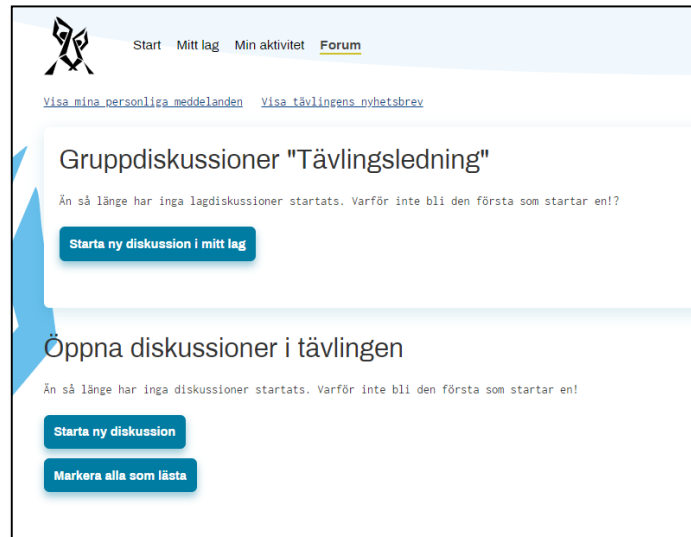 Start Mitt lag Min aktivitet Forum
Visa mina personliga meddelanden Visa tävlingens nyhetsbrev
Gruppdiskussioner "Tävlingsledning"
Än så länge har inga lagdiskussioner startats. Varför inte bli den första som startar en!?
Starta ny diskussion i mitt lag
Öppna diskussioner i tävlingen
Än så länge har inga diskussioner startats. Varför inte bli den första som startar en!
Starta ny diskussion
Markera alla som lästa